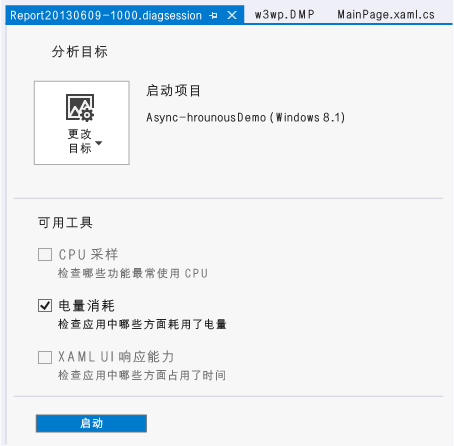 Report20130609-1000.diagsession w3wp.DMP MainPage.xaml.cs
分析目标
启动项目
Async-hrounousDemo (Windows 8.1)
更改
目标
可用工具
CPU 采样
检查哪些功能最常使用 CPU
电量消耗
检查应用中哪些方面耗用了电量
XAML UI 响应能力
检查应用中哪些方面占用了时间
启动